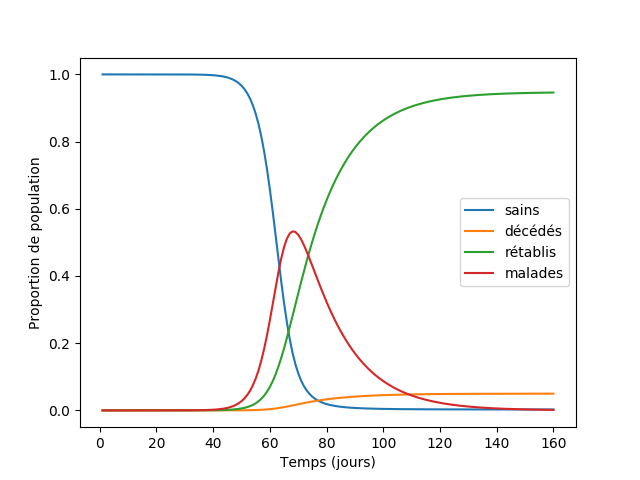 1.0
0.8
0.6
0.4
0.2
0.0
Proportion de population
sains
décédés
rétablis
malades
0 20 40 60 80 100 120 140 160
Temps (jours)